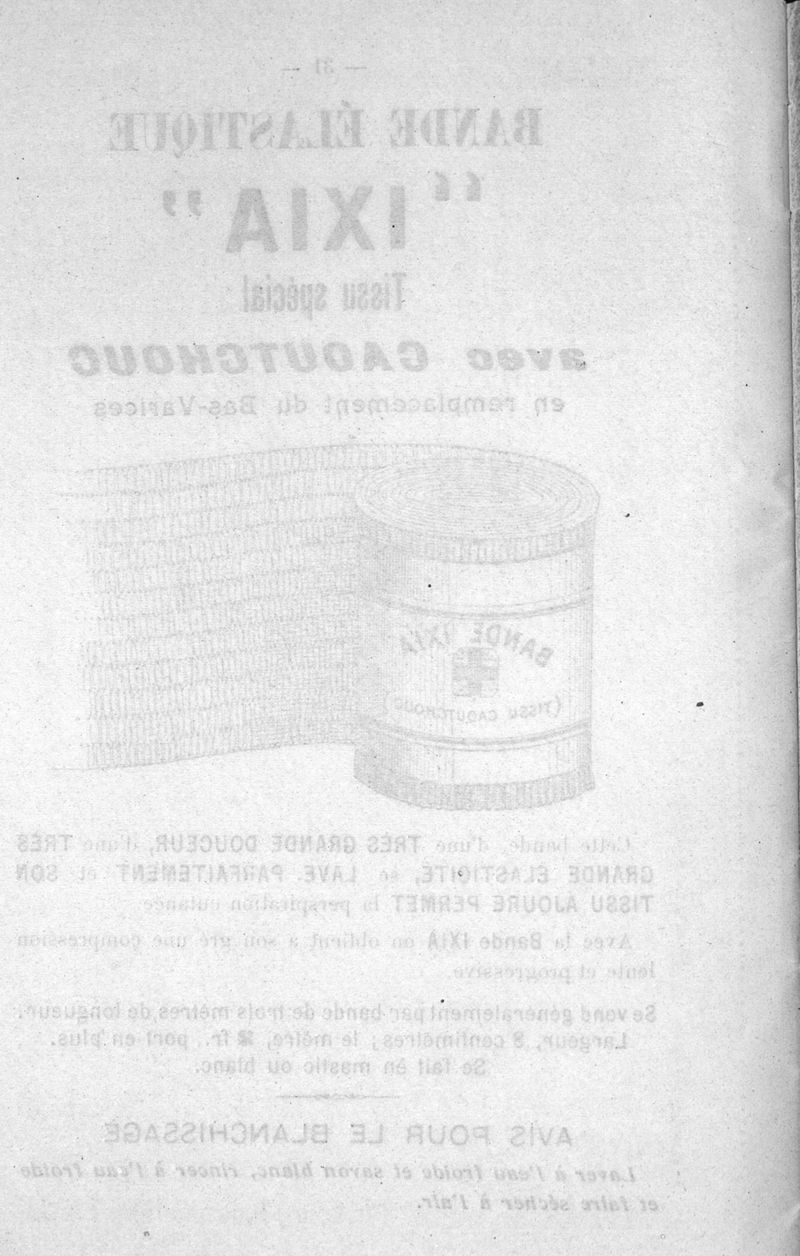 — 31 —
BANDE ÉLASTIQUE
“ IXIA ”
Tissu spécial
avec CAOUTCHOUC
en remplacement du Bas-Varices
BANDE IXIA
(TISSU CAOUTCHOUC)
Cette bande, d'une TRÈS GRANDE DOUCEUR, d'une TRÈS
GRANDE ÉLASTICITÉ, se LAVE PARFAITEMENT et SON
TISSU AJOURÉ PERMET la perspiration cutanée.
Avec la Bande IXIA on obtient à son gré une compression
lente et progressive.
Se vend généralement par bande de trois mètres de longueur.
Largeur, 8 centimètres; le mètre, fr. port en plus.
Se fait en mastic ou blanc.
AVIS POUR LE BLANCHISSAGE
Laver à l'eau froide et savon blanc, rincer à l'eau froide
et faire sécher à l'air.